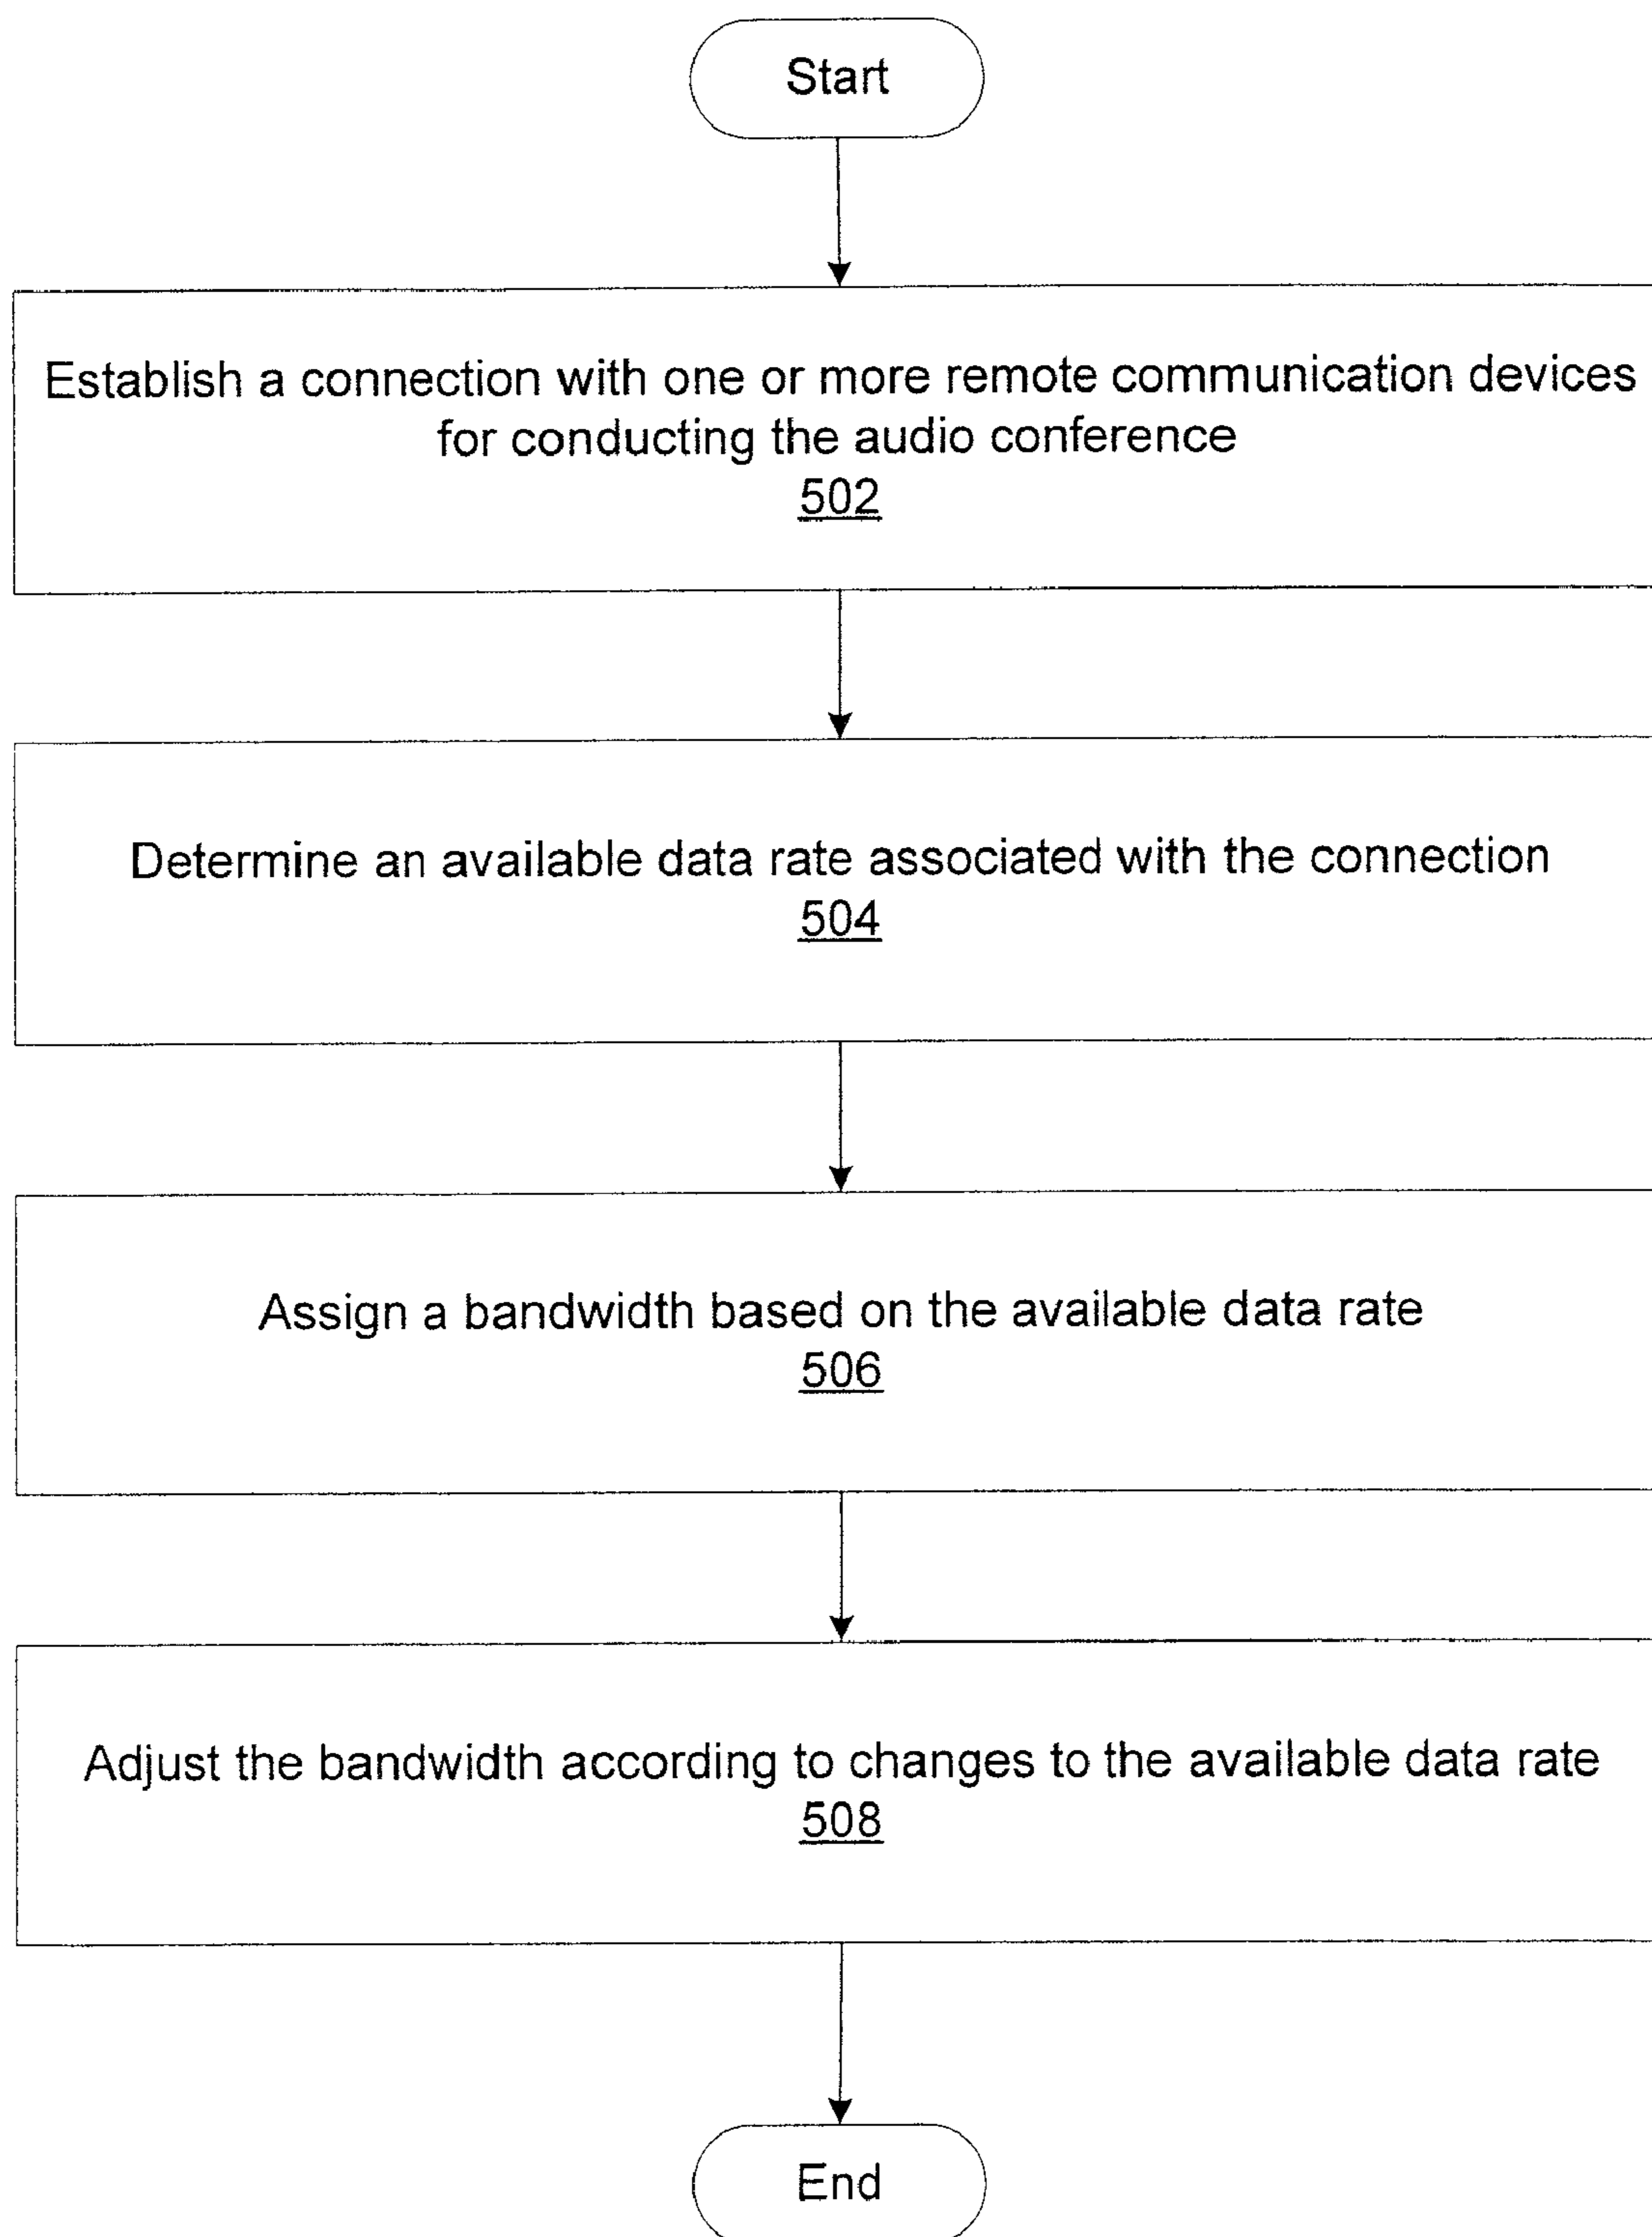 Start
Establish a connection with one or more remote communication devices
for conducting the audio conference
502
Determine an available data rate associated with the connection
504
Assign a bandwidth based on the available data rate
506
Adjust the bandwidth according to changes to the available data rate
508
End